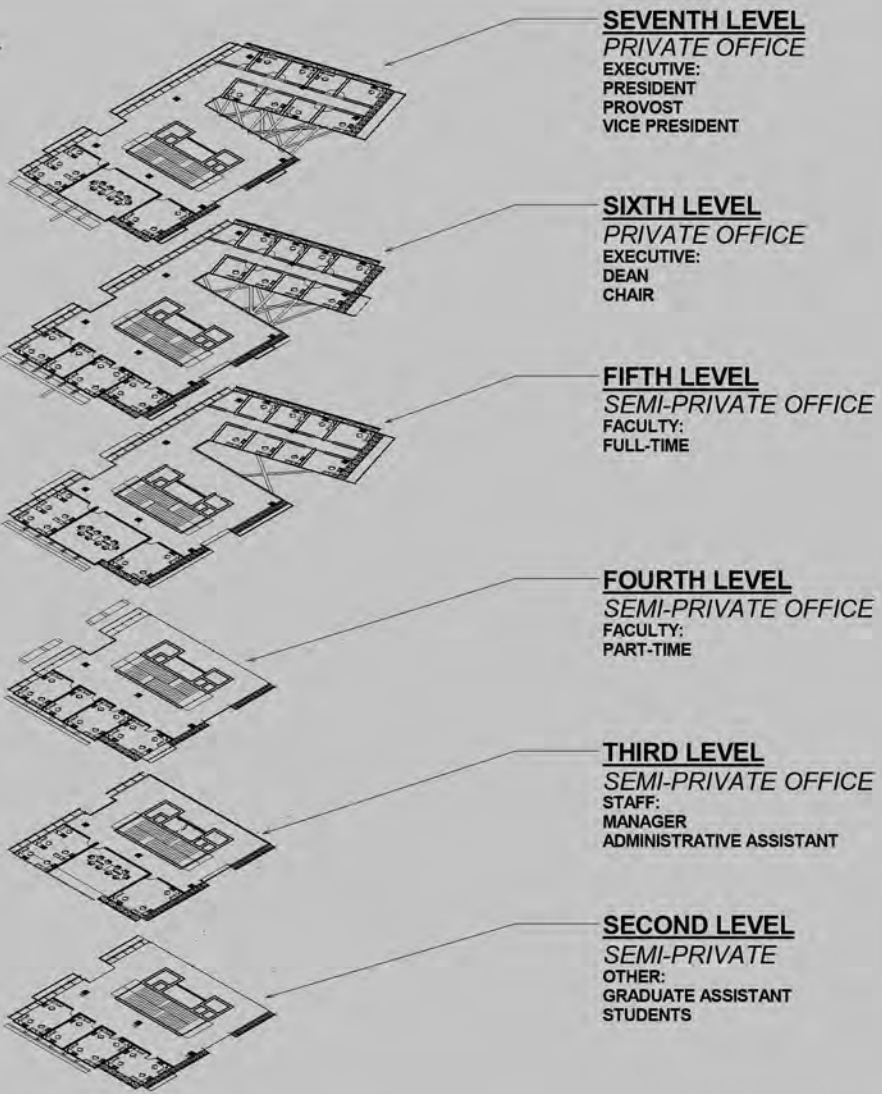 SEVENTH LEVEL
PRIVATE OFFICE
EXECUTIVE:
PRESIDENT
PROVOST
VICE PRESIDENT
SIXTH LEVEL
PRIVATE OFFICE
EXECUTIVE:
DEAN
CHAIR
FIFTH LEVEL
SEMI-PRIVATE OFFICE
FACULTY:
FULL-TIME
FOURTH LEVEL
SEMI-PRIVATE OFFICE
FACULTY:
PART-TIME
THIRD LEVEL
SEMI-PRIVATE OFFICE
STAFF:
MANAGER
ADMINISTRATIVE ASSISTANT
SECOND LEVEL
SEMI-PRIVATE
OTHER:
GRADUATE ASSISTANT
STUDENTS